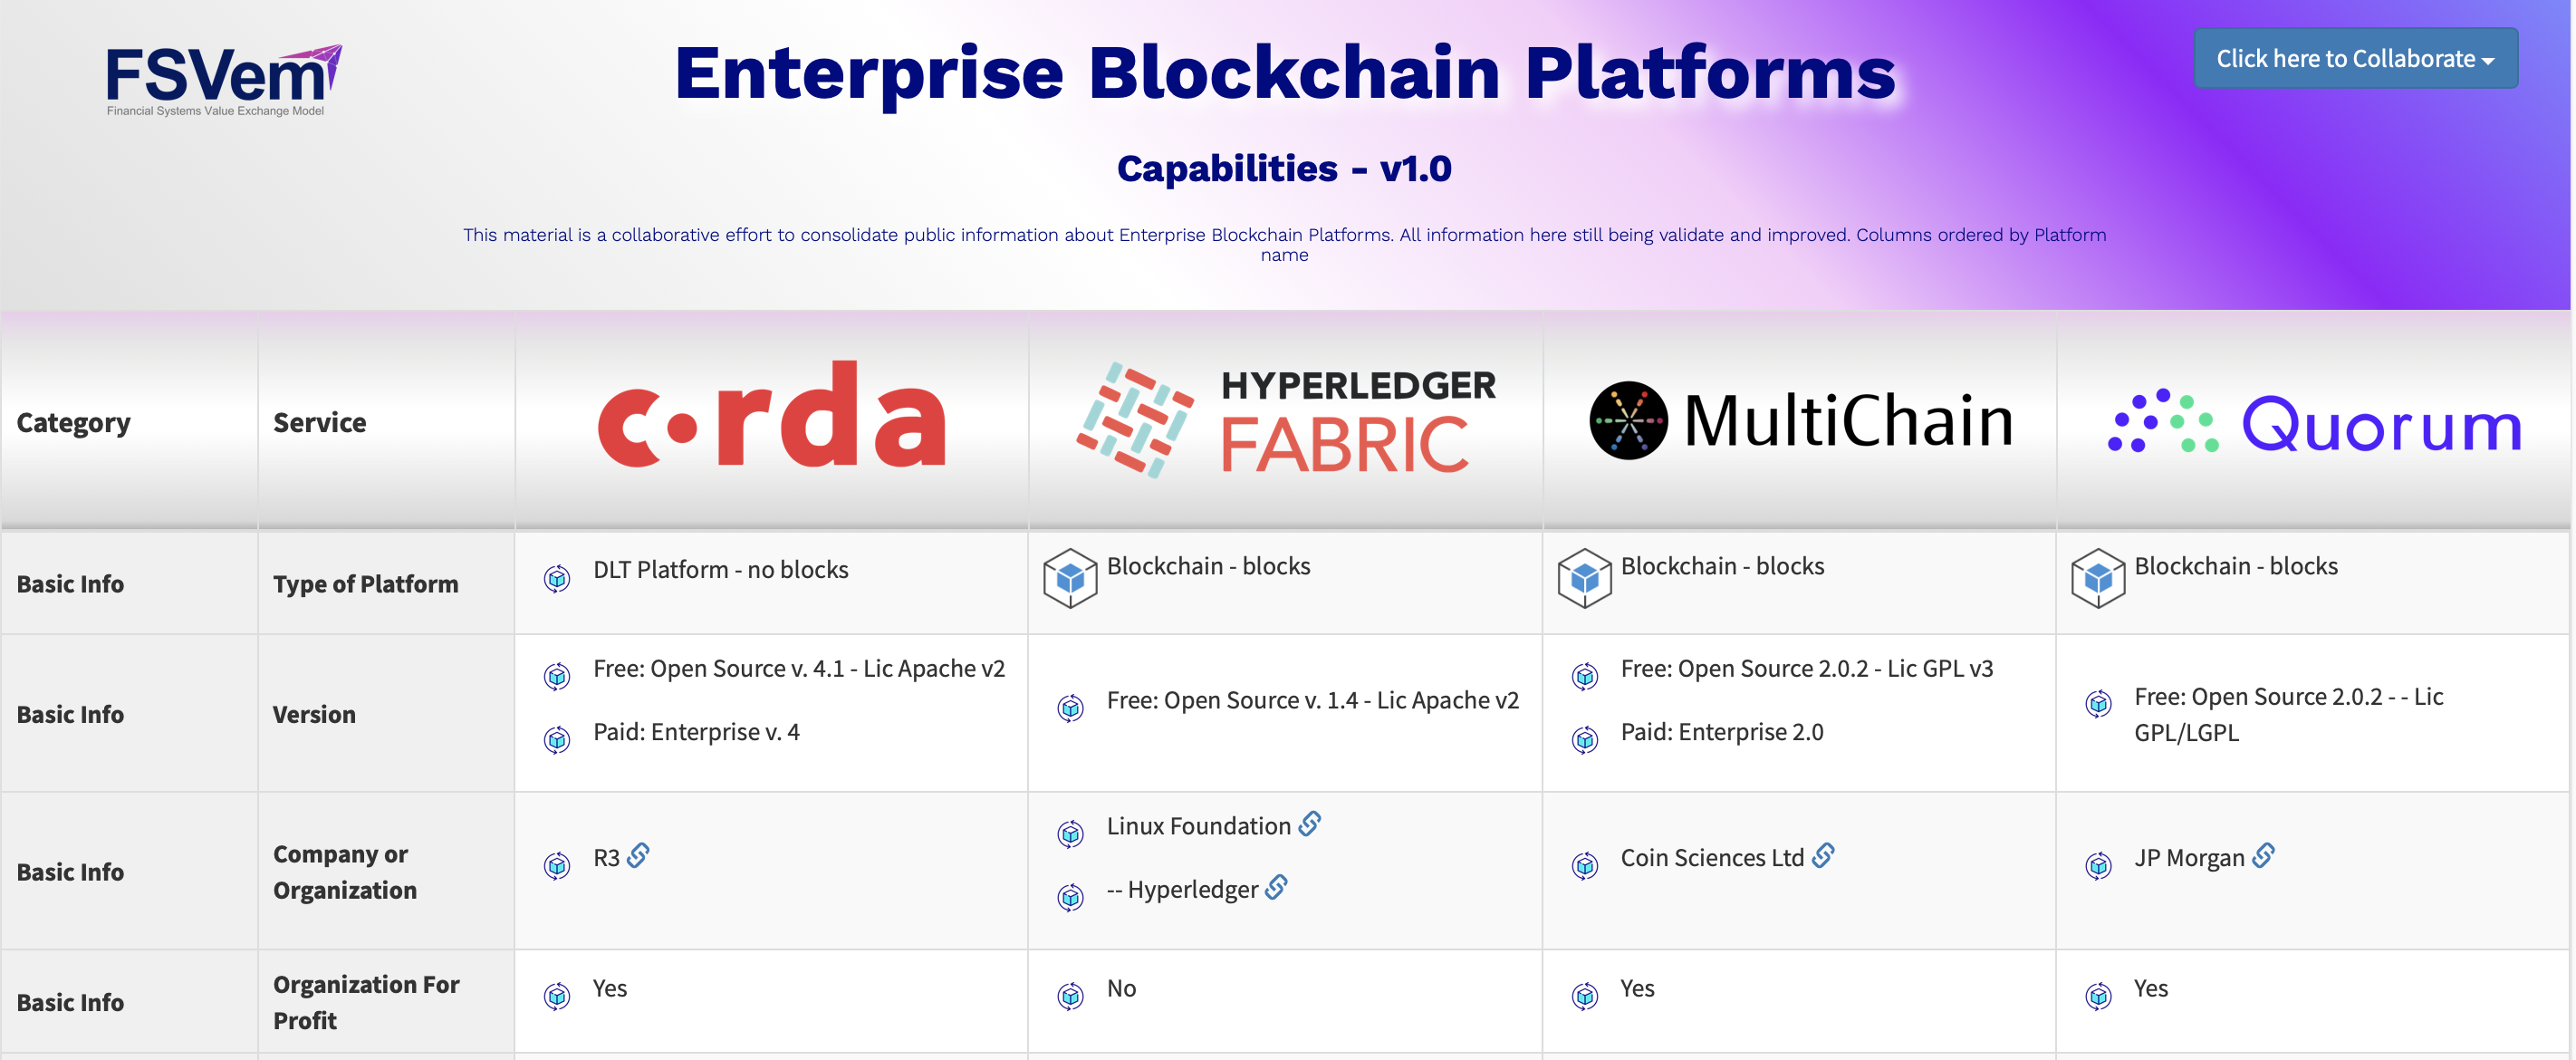 FSVem
Financial Systems Value Exchange Model
Enterprise Blockchain Platforms
Click here to Collaborate
Capabilities - v1.0
This material is a collaborative effort to consolidate public information about Enterprise Blockchain Platforms. All information here still being validate and improved. Columns ordered by Platform
name
Category
Service
c•rda
HYPERLEDGER
FABRIC
MultiChain
Quorum
Basic Info
Type of Platform
DLT Platform - no blocks
Blockchain - blocks
Blockchain - blocks
Blockchain - blocks
Basic Info
Version
Free: Open Source v. 4.1 - Lic Apache v2
Paid: Enterprise v. 4
Free: Open Source v. 1.4 - Lic Apache v2
Free: Open Source 2.0.2 - Lic GPL v3
Paid: Enterprise 2.0
Free: Open Source 2.0.2 - - Lic
GPL/LGPL
Basic Info
Company or
Organization
R3
Linux Foundation
-- Hyperledger
Coin Sciences Ltd
JP Morgan
Basic Info
Organization For
Profit
Yes
No
Yes
Yes